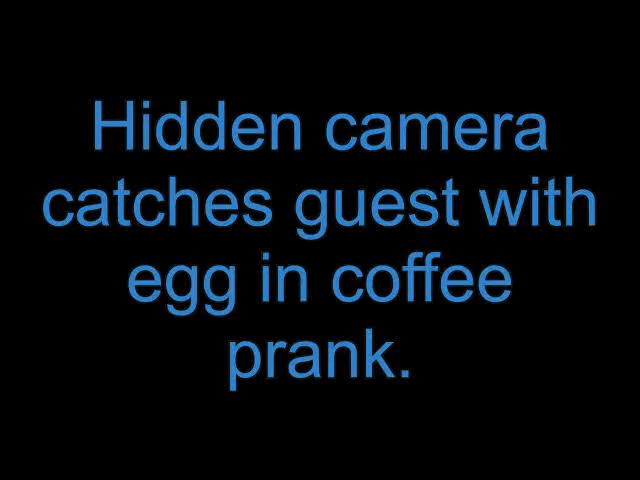 Hidden camera
catches guest with
egg in coffee
prank.